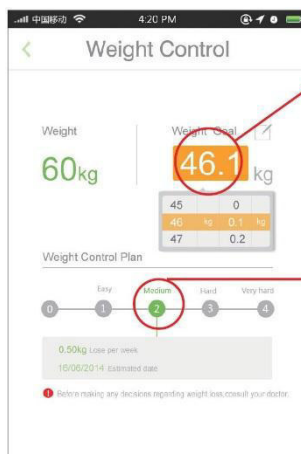 中国移动 4:20 PM
Weight Control
Weight Weight Goal
60kg 46.1 kg
45 0
46 kg 0.1 kg
47 0.2
Weight Control Plan
Easy Medium Hard Very hard
0 1 2 3 4
0.50kg Lose per week
16/06/2014 Estimated date
Before making any decisions regarding weight loss,consult your doctor.